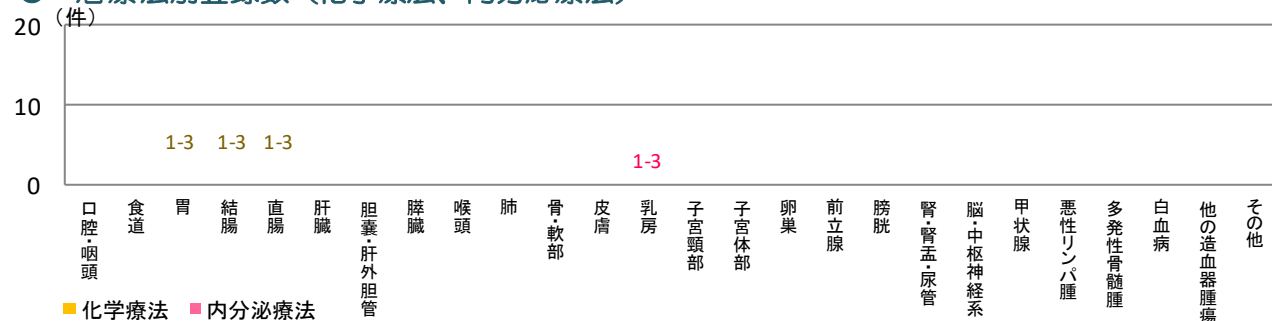 治療法別登録数（化学療法、内分泌療法）
（件）
20
10
0
1-3
1-3
1-3
1-3
口腔・咽頭
食道
胃
結腸
直腸
肝臓
胆嚢・肝外胆管
膵臓
喉頭
肺
骨・軟部
皮膚
乳房
子宮頸部
子宮体部
卵巣
前立腺
膀胱
腎・腎盂・尿管
脳・中枢神経系
甲状腺
悪性リンパ腫
多発性骨髄腫
白血病
他の造血器腫瘍
その他
化学療法
内分泌療法